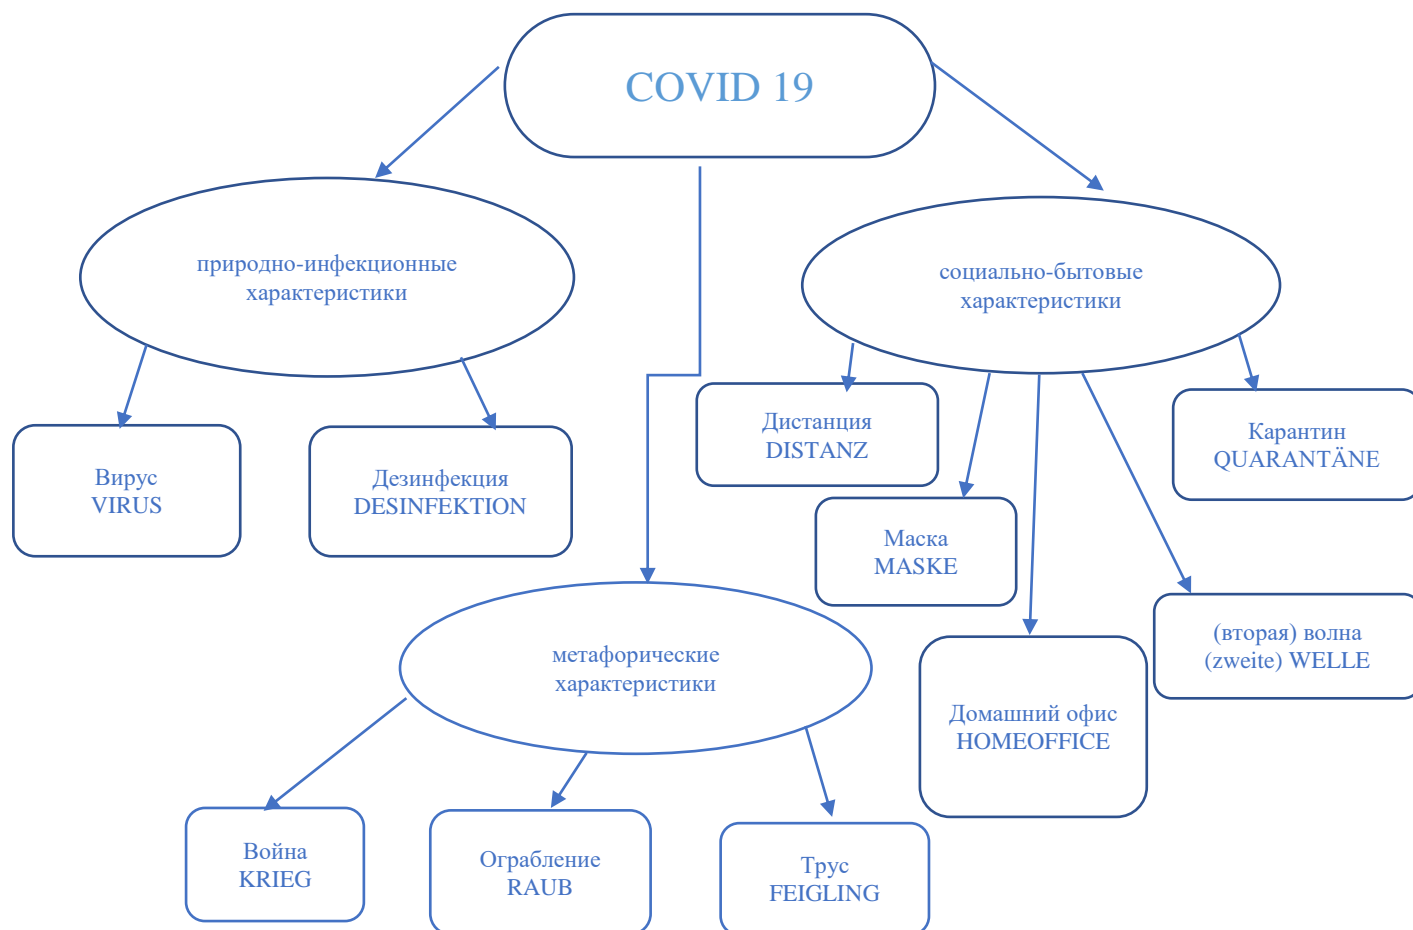 COVID 19
природно-инфекционные
характеристики
социально-бытовые
характеристики
Вирус
VIRUS
Дезинфекция
DESINFEKTION
Дистанция
DISTANZ
Карантин
QUARANTÄNE
Маска
MASKE
(вторая) волна
(zweite) WELLE
Домашний офис
HOMEOFFICE
метафорические
характеристики
Война
KRIEG
Ограбление
RAUB
Трус
FEIGLING